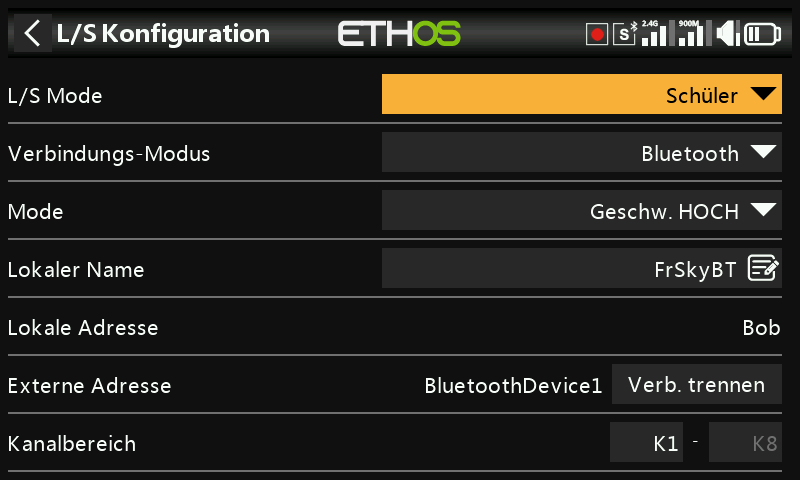 L/S Konfiguration ETHOS S 2.4G 900M
L/S Mode Schüler
Verbindungs-Modus Bluetooth
Mode Geschw. HOCH
Lokaler Name FrSkyBT
Lokale Adresse Bob
Externe Adresse BluetoothDevice1 Verb. trennen
Kanalbereich K1 - K8